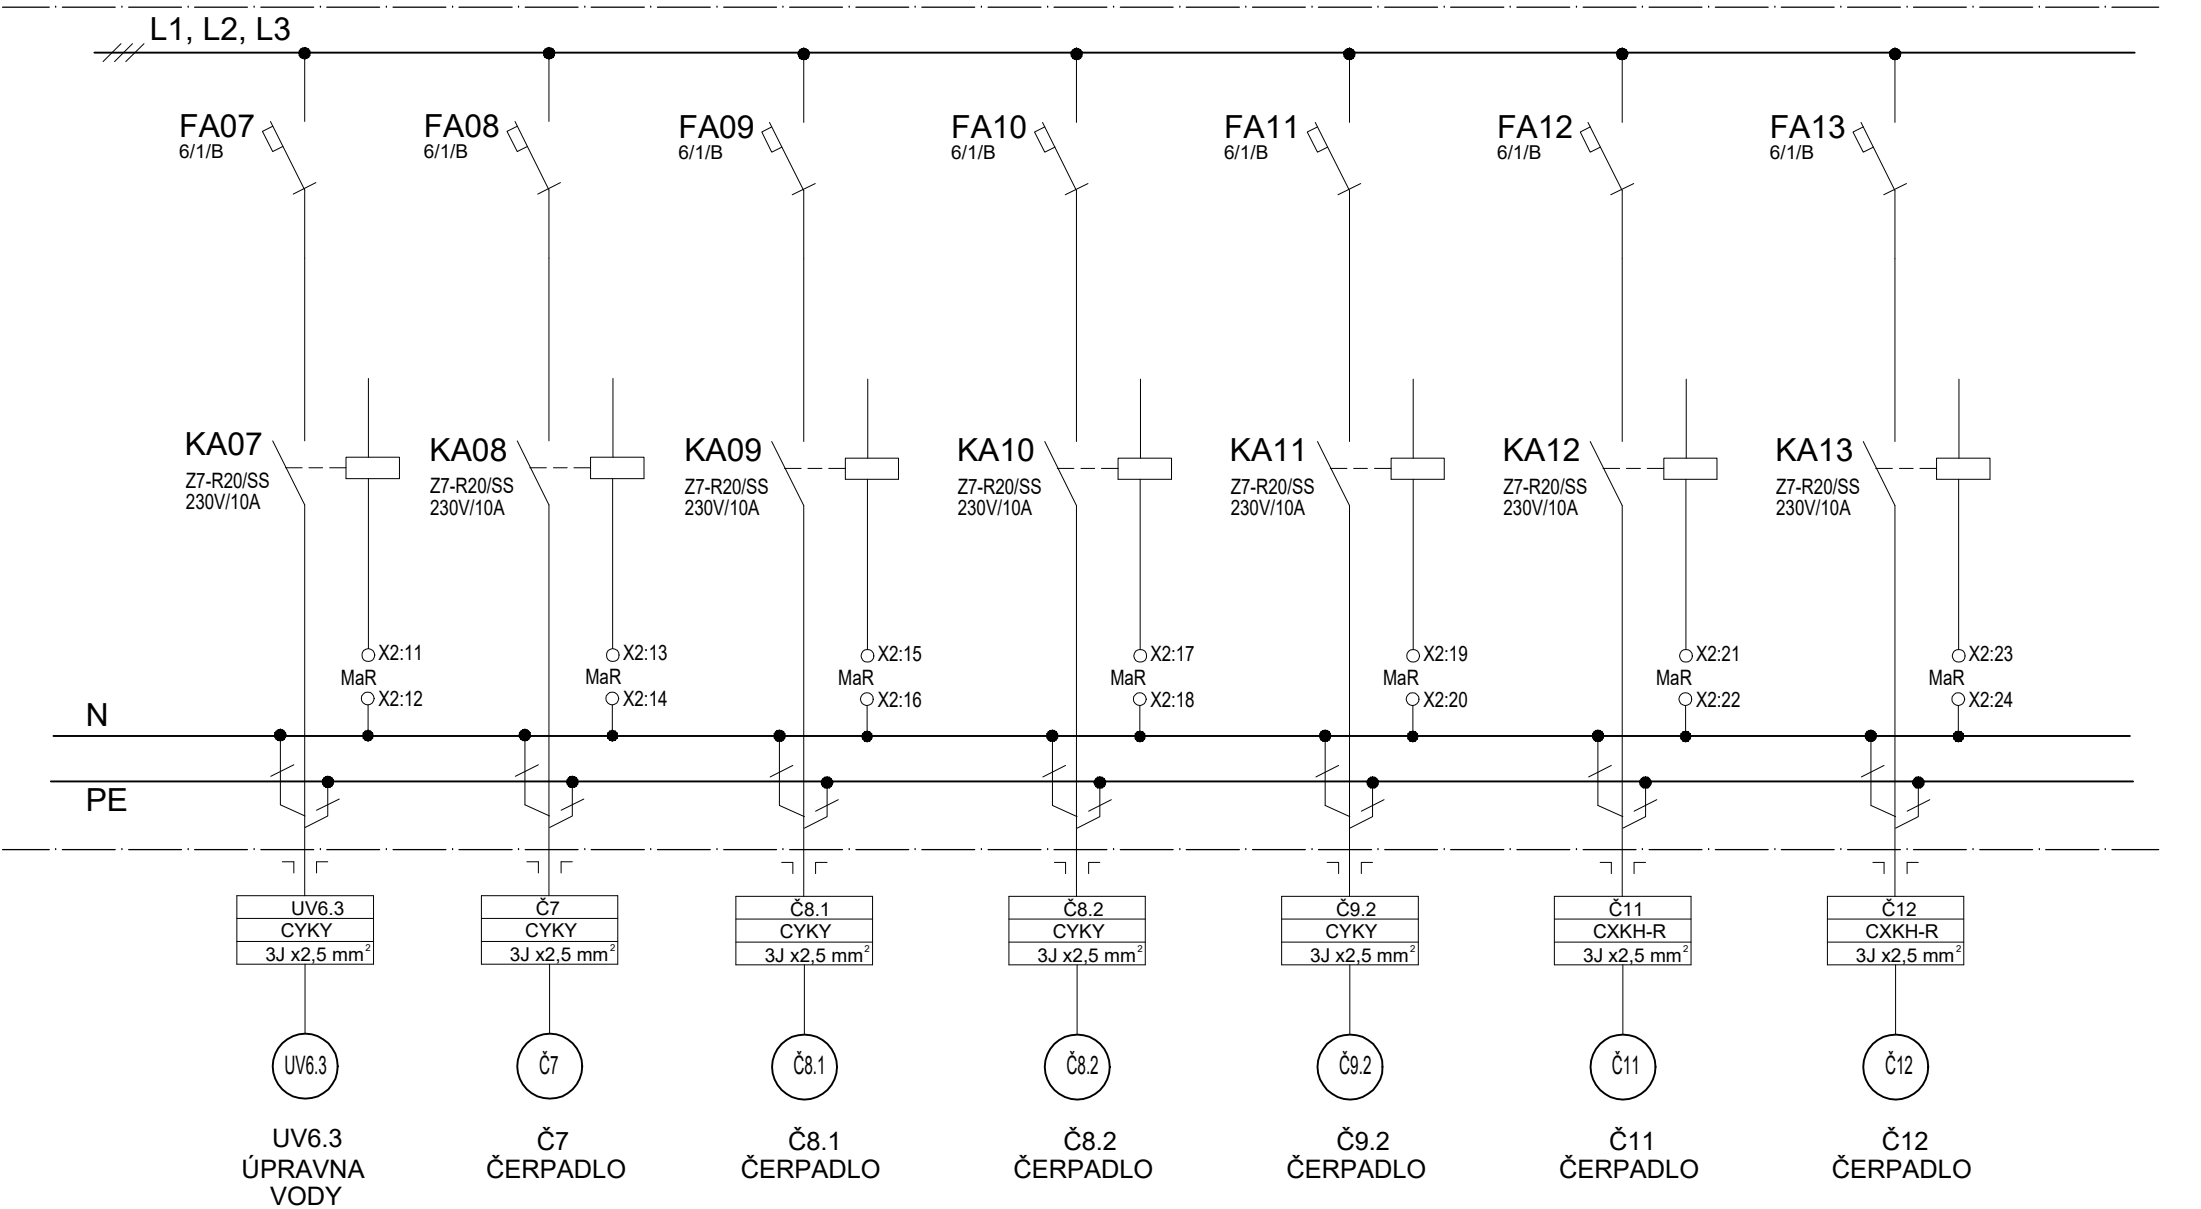 L1, L2, L3
FA07
6/1/B
FA08
6/1/B
FA09
6/1/B
FA10
6/1/B
FA11
6/1/B
FA12
6/1/B
FA13
6/1/B
KA07
Z7-R20/SS
230V/10A
KA08
Z7-R20/SS
230V/10A
KA09
Z7-R20/SS
230V/10A
KA10
Z7-R20/SS
230V/10A
KA11
Z7-R20/SS
230V/10A
KA12
Z7-R20/SS
230V/10A
KA13
Z7-R20/SS
230V/10A
X2:11
MaR
X2:12
X2:13
MaR
X2:14
X2:15
MaR
X2:16
X2:17
MaR
X2:18
X2:19
MaR
X2:20
X2:21
MaR
X2:22
X2:23
MaR
X2:24
N
PE
UV6.3
CYKY
3J x2,5 mm²
Č7
CYKY
3J x2,5 mm²
Č8.1
CYKY
3J x2,5 mm²
Č8.2
CYKY
3J x2,5 mm²
Č9.2
CYKY
3J x2,5 mm²
Č11
CXKH-R
3J x2,5 mm²
Č12
CXKH-R
3J x2,5 mm²
UV6.3
Č7
Č8.1
Č8.2
Č9.2
Č11
Č12
UV6.3
ÚPRAVNA
VODY
Č7
ČERPADLO
Č8.1
ČERPADLO
Č8.2
ČERPADLO
Č9.2
ČERPADLO
Č11
ČERPADLO
Č12
ČERPADLO